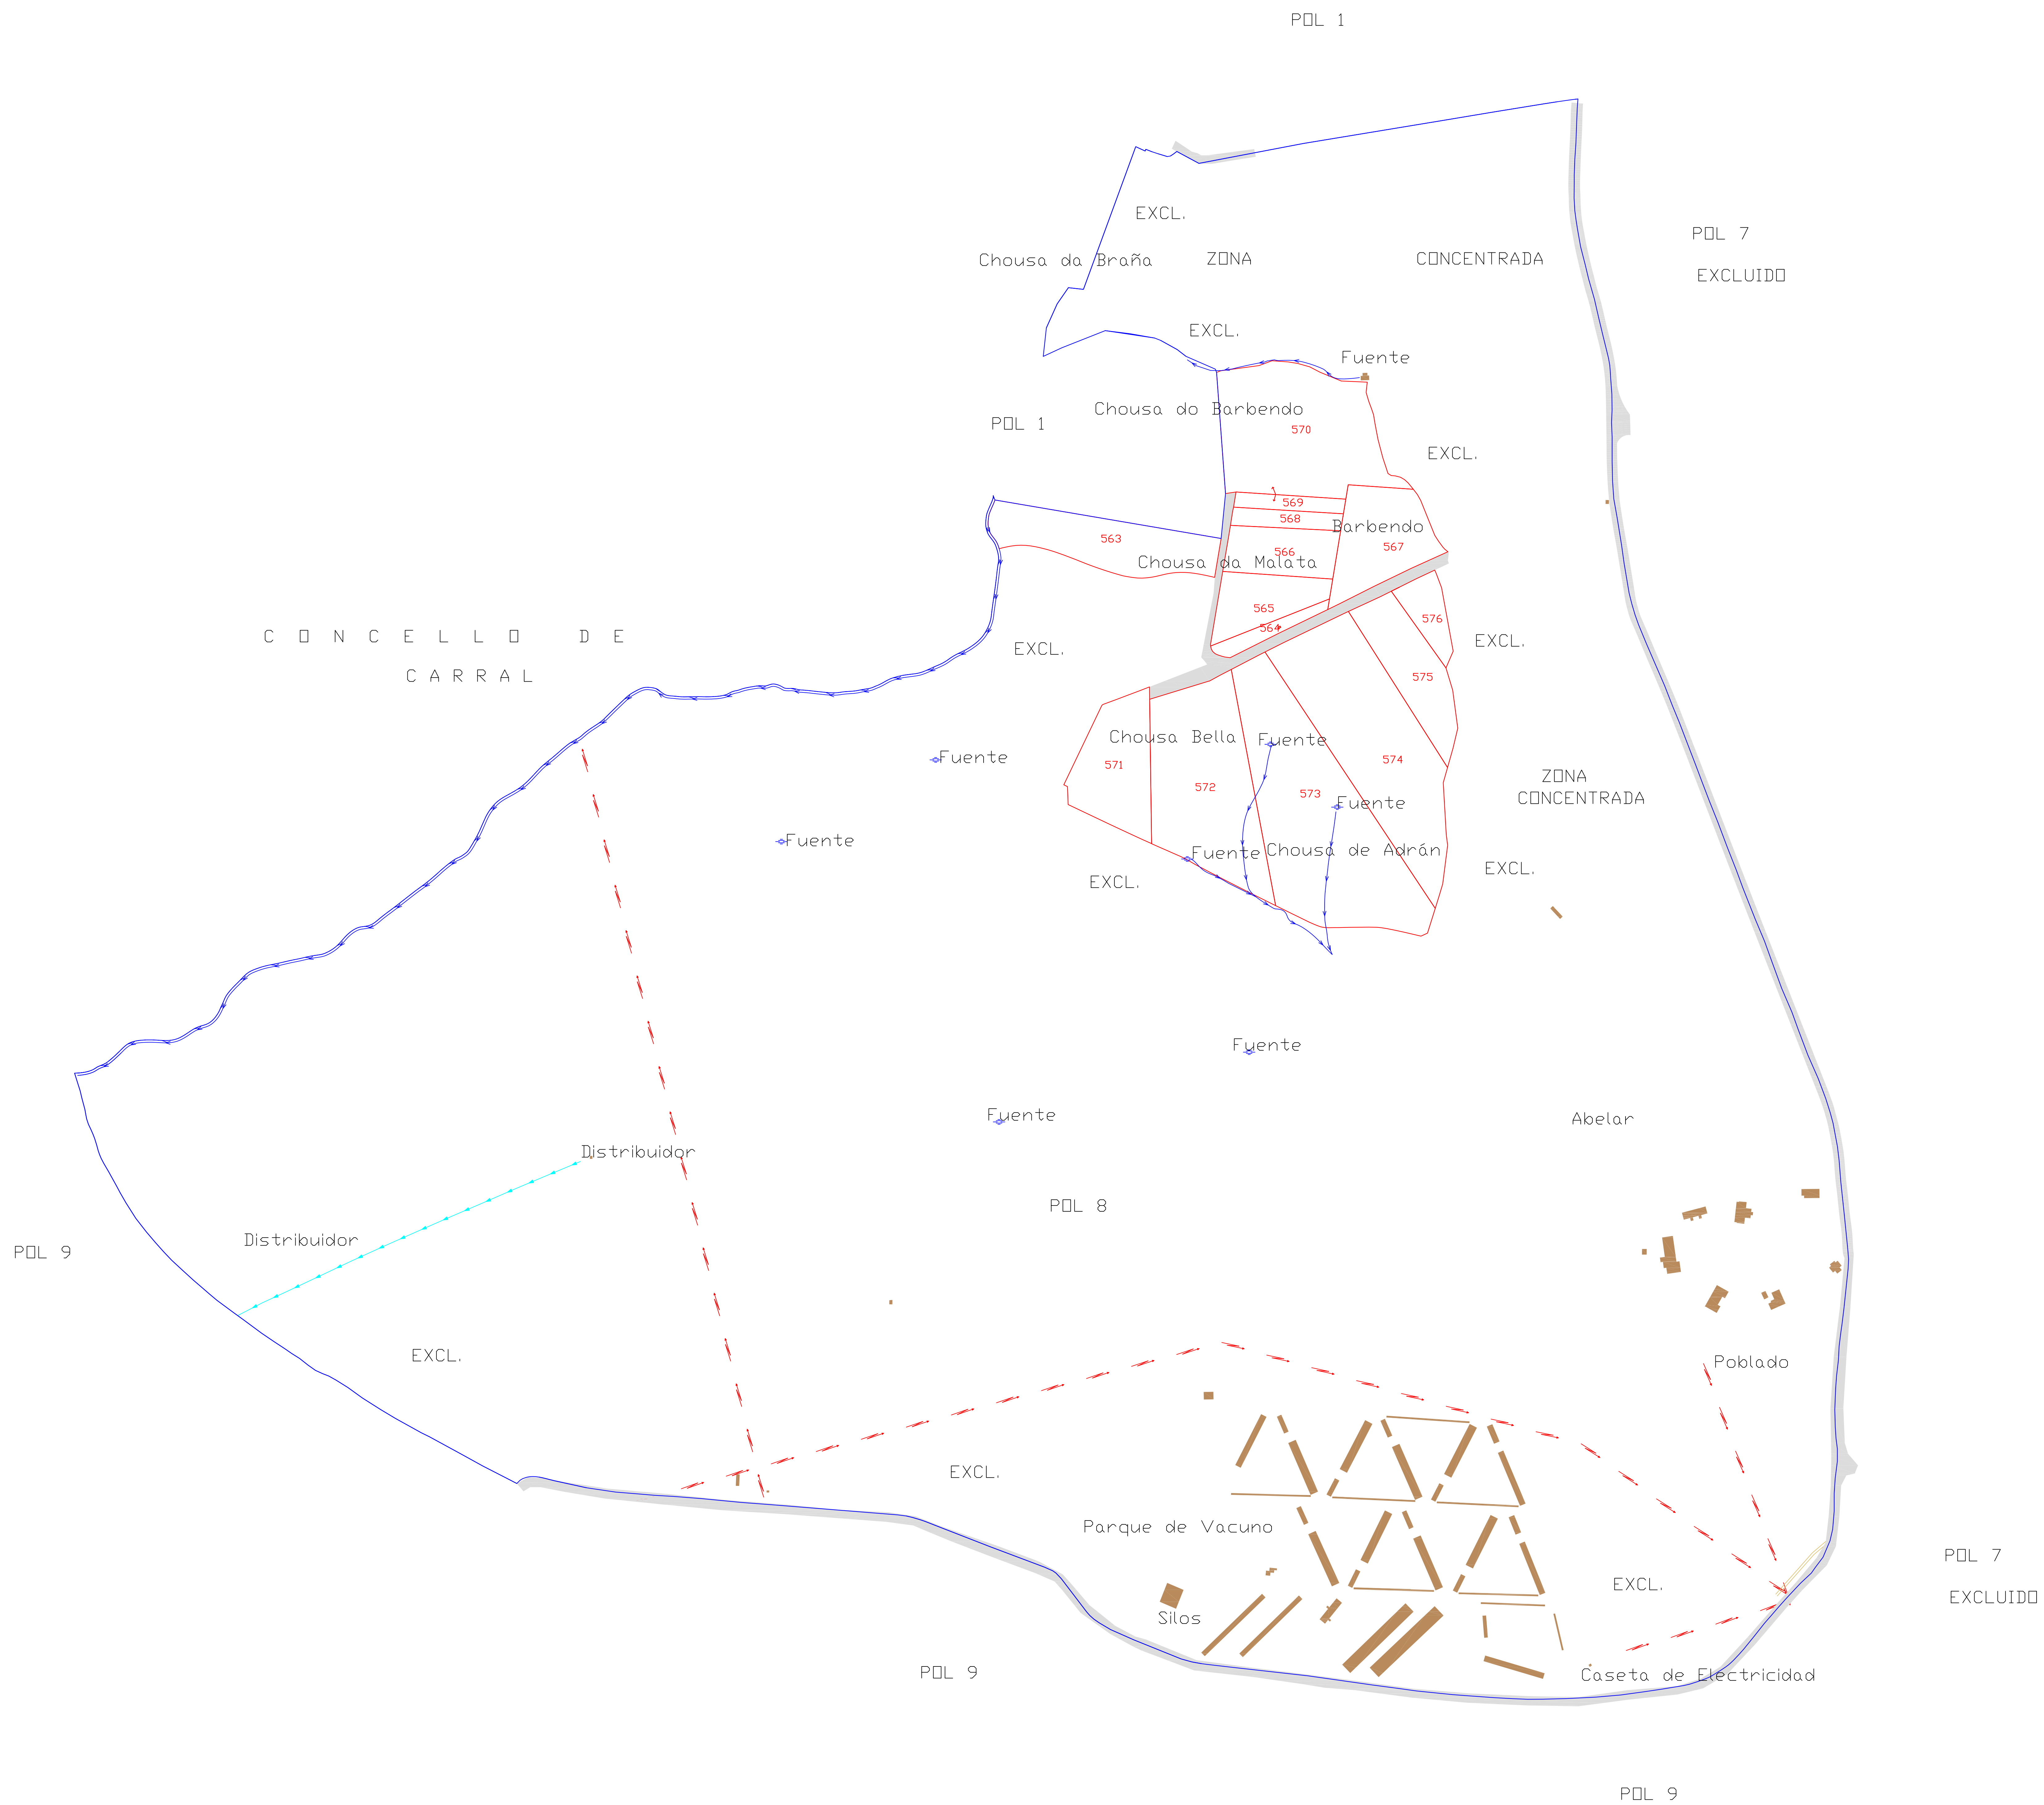 POL 1
EXCL.
POL 7
Chousa da Braña
ZONA CONCENTRADA
EXCLUIDO
EXCL.
Fuente
Chousa do Barbendo
POL 1
570
EXCL.
569
568
Barbendo
563
566
567
Chousa da Malata
565
576
564
CONCELLO DE
EXCL.
EXCL.
CARRAL
575
Chousa Bella
Fuente
Fuente
574
571
ZONA
572
573
CONCENTRADA
Fuente
Fuente
Fuente
Chousa de Adrán
EXCL.
EXCL.
Fuente
Fuente
Abelar
Distribuidor
POL 8
Distribuidor
POL 9
EXCL.
Poblado
EXCL.
Parque de Vacuno
POL 7
EXCL.
EXCLUIDO
Silos
POL 9
Caseta de Electricidad
POL 9